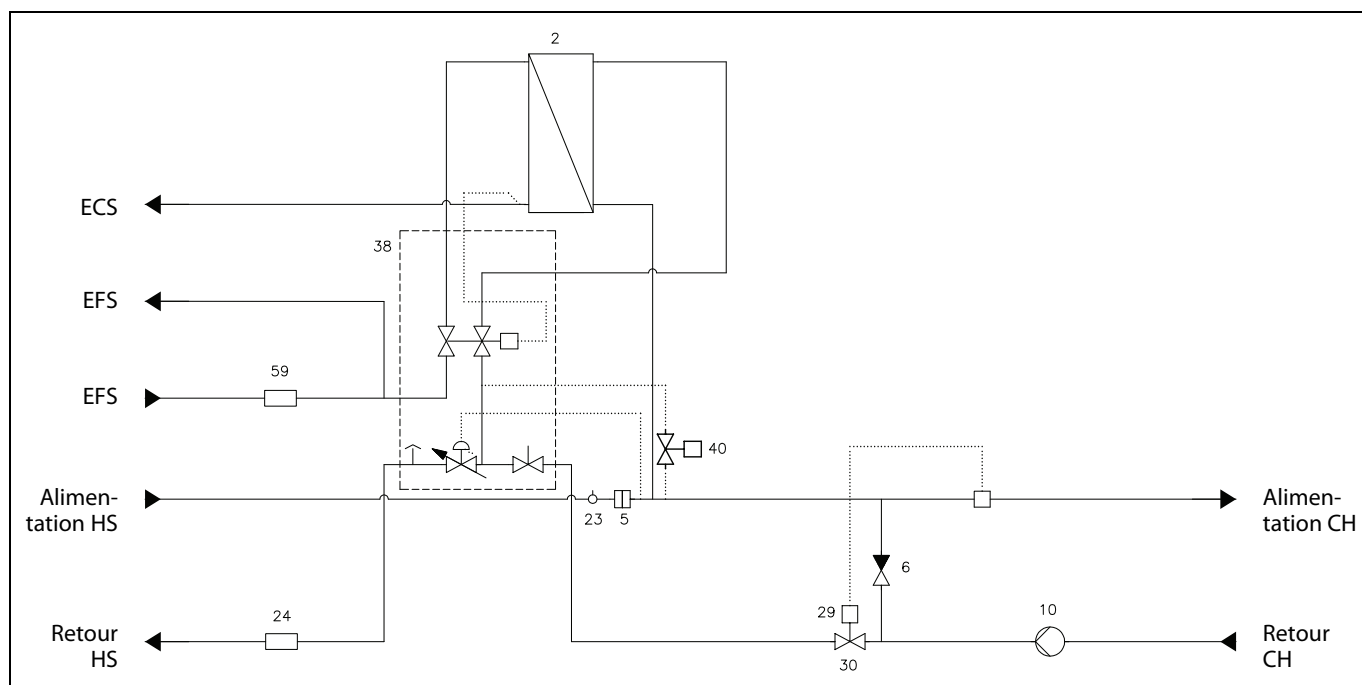 2
ECS
38
EFS
59
EFS
40
Alimen-
tation HS
23
5
Alimen-
tation CH
6
24
29
10
Retour
HS
30
Retour
CH